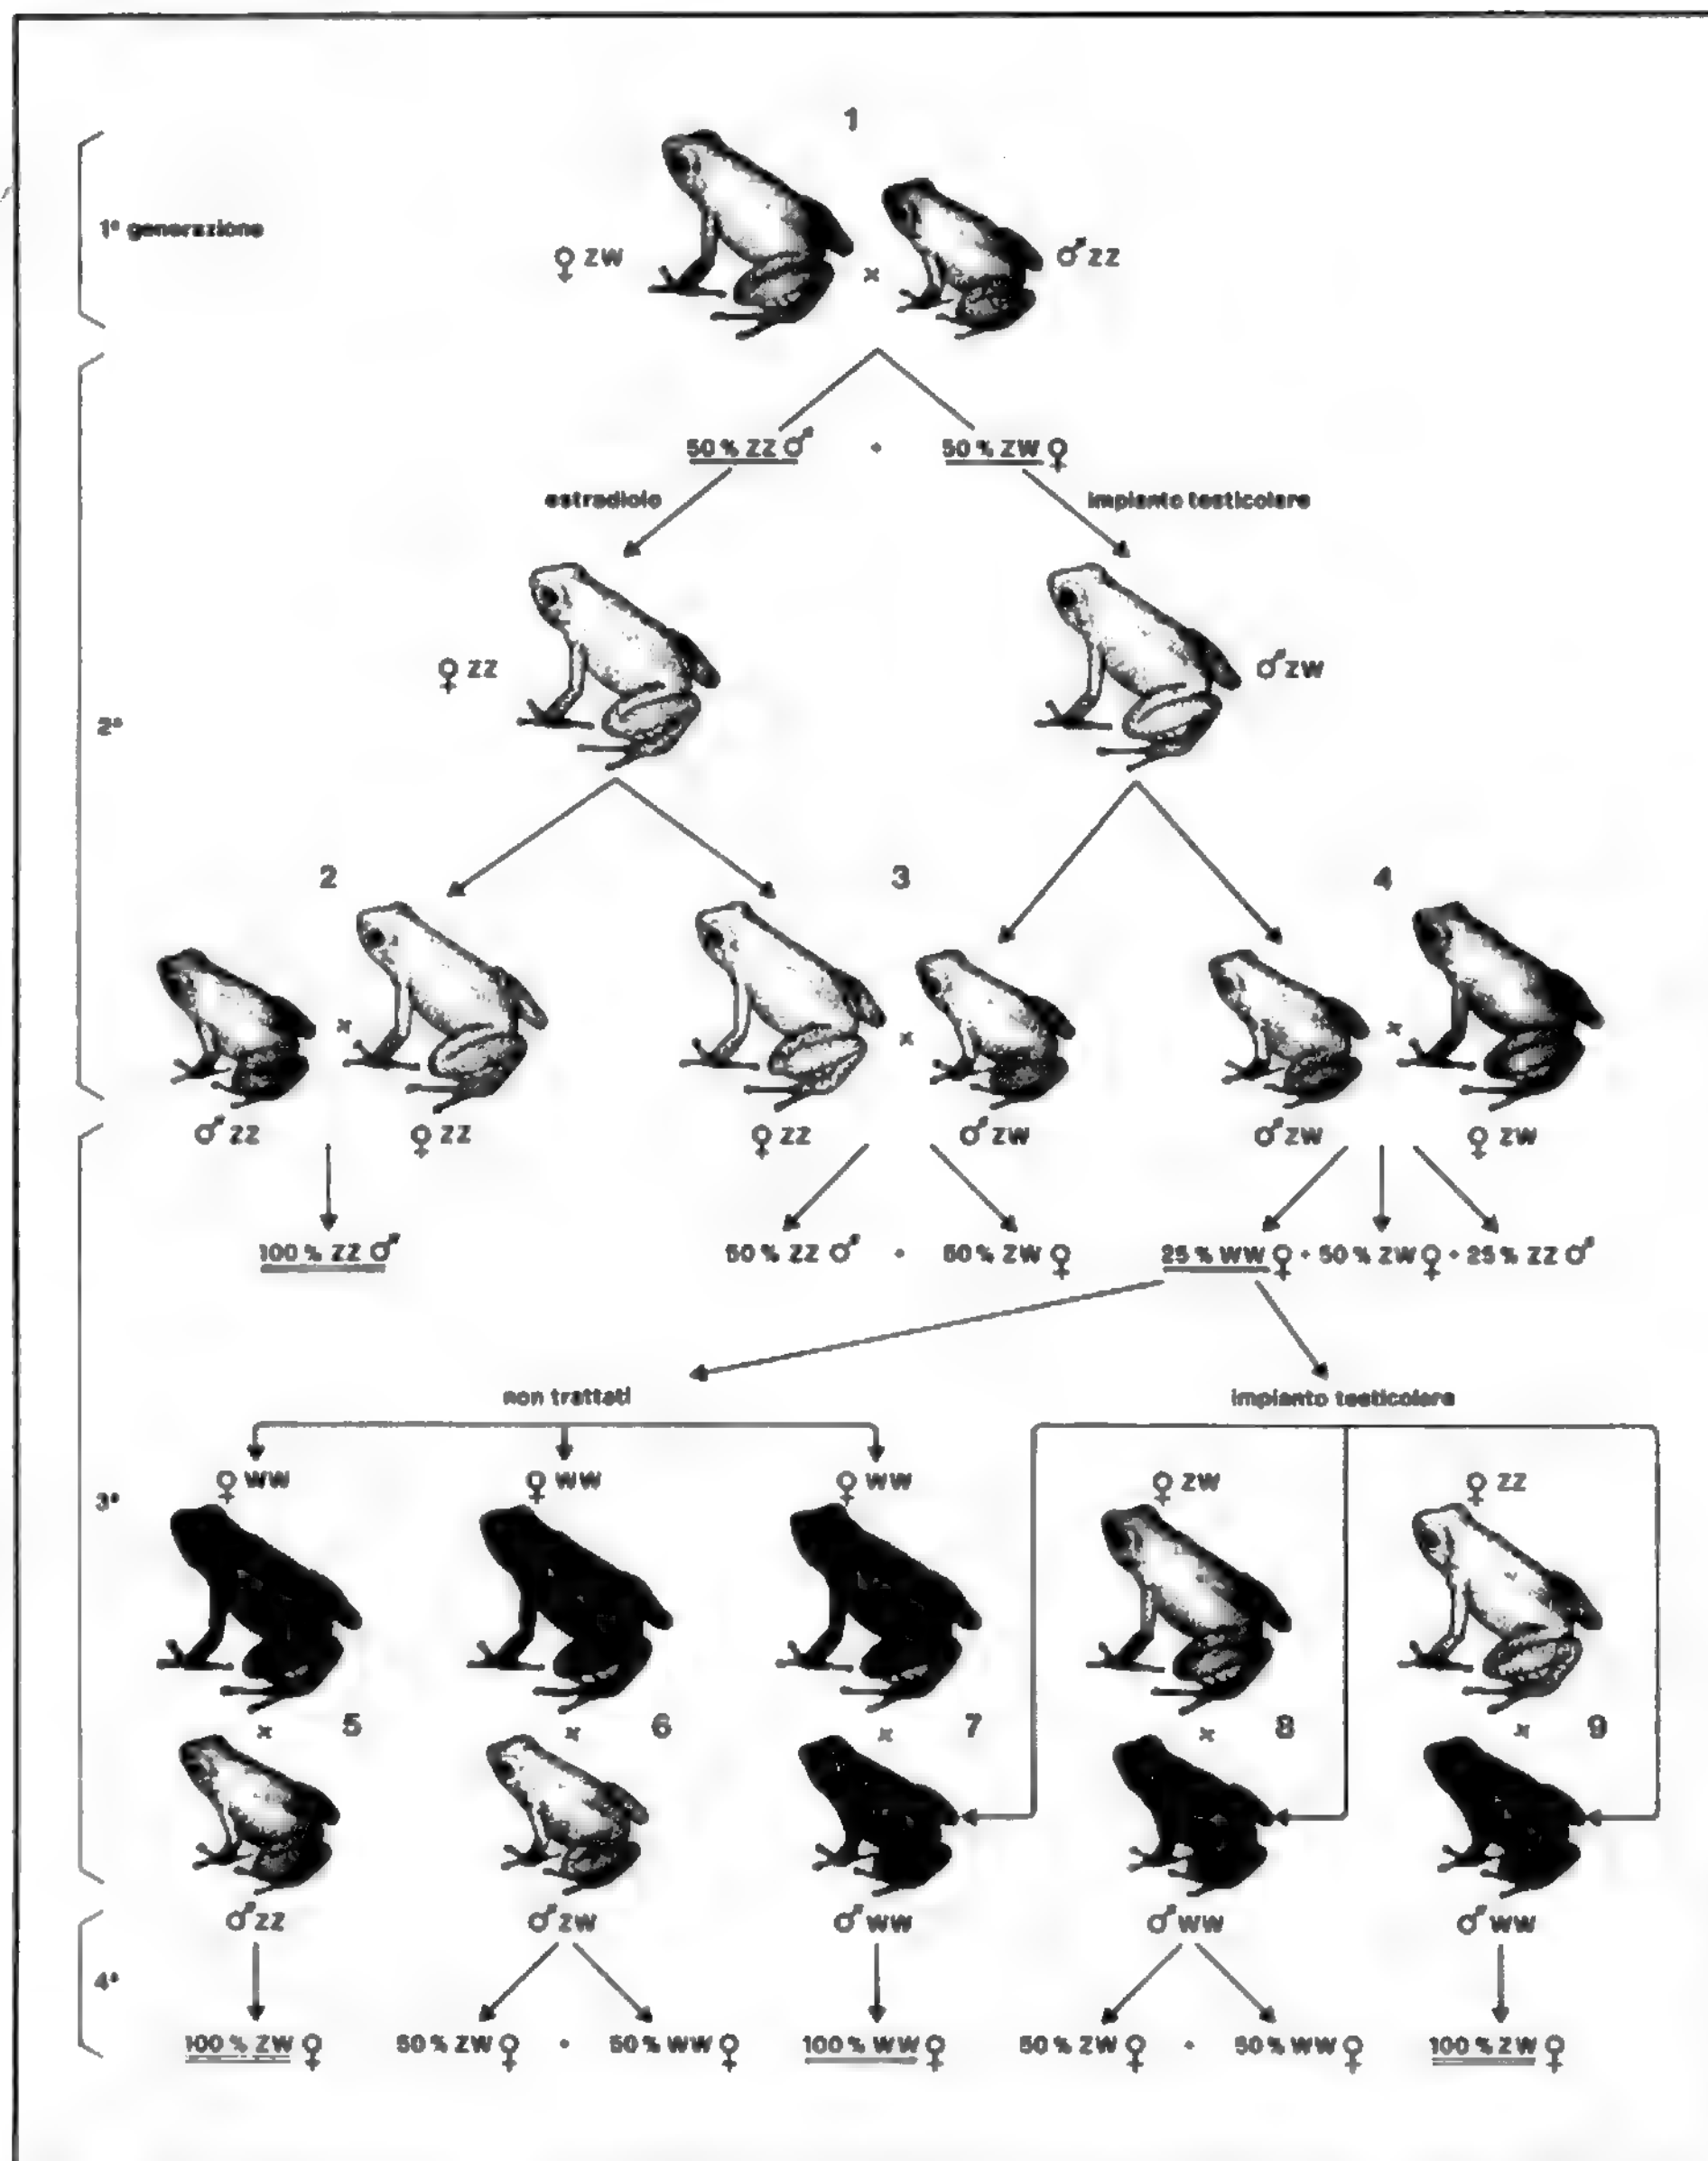 1
1ª generazione
♀ ZW × ♂ ZZ
50 % ZZ ♂ + 50 % ZW ♀
estradiolo impianto testicolare
♀ ZZ ♂ ZW
2ª
2 3 4
× × ×
♂ ZZ ♀ ZZ ♀ ZZ ♂ ZW ♂ ZW ♀ ZW
100 % ZZ ♂ 50 % ZZ ♂ + 50 % ZW ♀ 25 % WW ♀ + 50 % ZW ♀ + 25 % ZZ ♂
non trattati impianto testicolare
3ª
♀ WW ♀ WW ♀ WW ♀ ZW ♀ ZZ
× 5 × 6 × 7 × 8 × 9
♂ ZZ ♂ ZW ♂ WW ♂ WW ♂ WW
4ª
100 % ZW ♀ 50 % ZW ♀ + 50 % WW ♀ 100 % WW ♀ 50 % ZW ♀ + 50 % WW ♀ 100 % ZW ♀